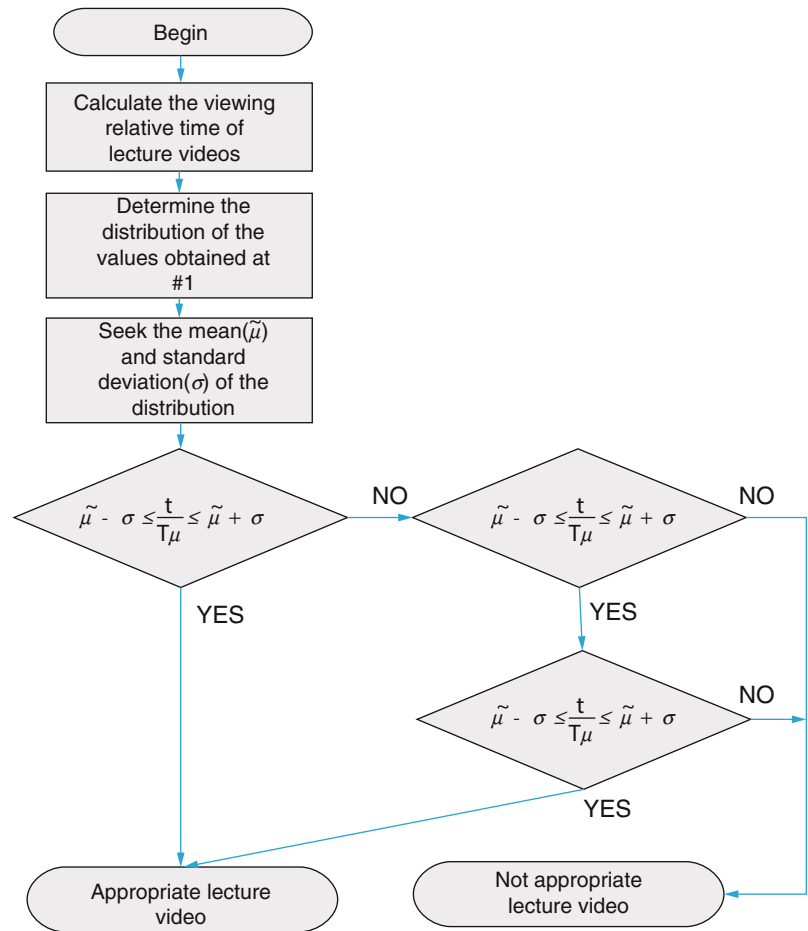 Begin
Calculate the viewing
relative time of
lecture videos
Determine the
distribution of the
values obtained at
#1
Seek the mean(μ̃)
and standard
deviation(σ) of the
distribution
μ̃ - σ ≤ t/Tμ ≤ μ̃ + σ
NO
μ̃ - σ ≤ t/Tμ ≤ μ̃ + σ
NO
YES
YES
μ̃ - σ ≤ t/Tμ ≤ μ̃ + σ
NO
YES
Appropriate lecture
video
Not appropriate
lecture video